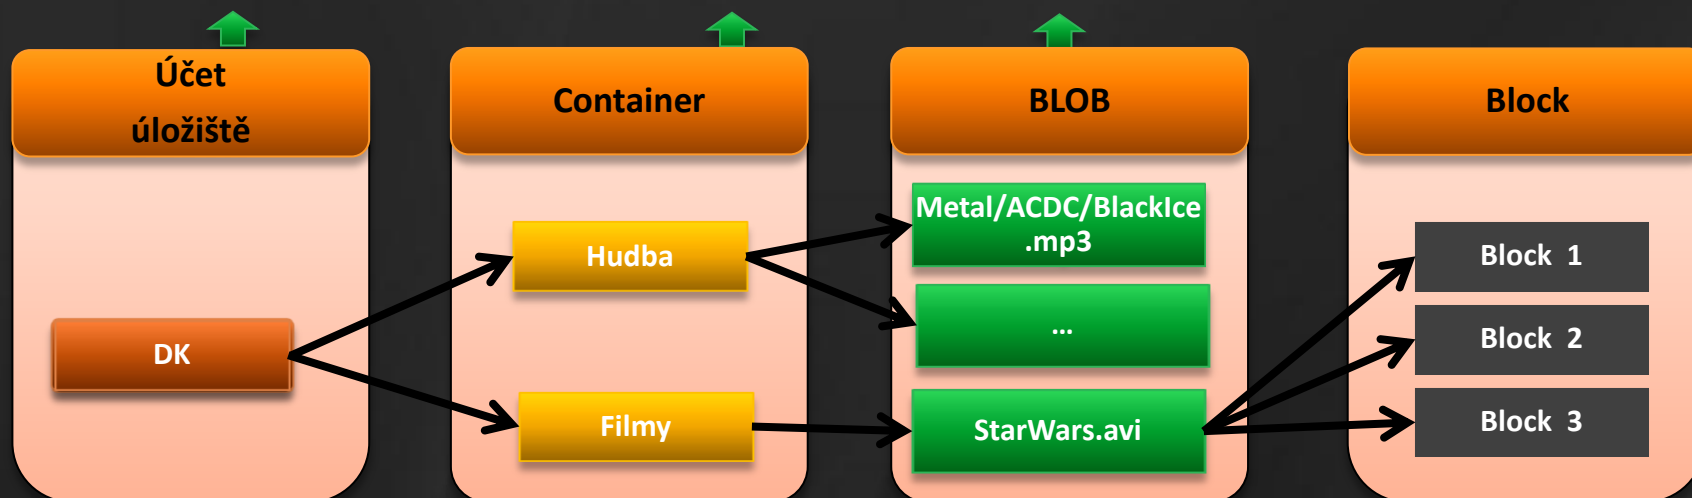 Účet
úložiště
Container
BLOB
Block
DK
Hudba
Filmy
Metal/ACDC/BlackIce
.mp3
...
StarWars.avi
Block 1
Block 2
Block 3